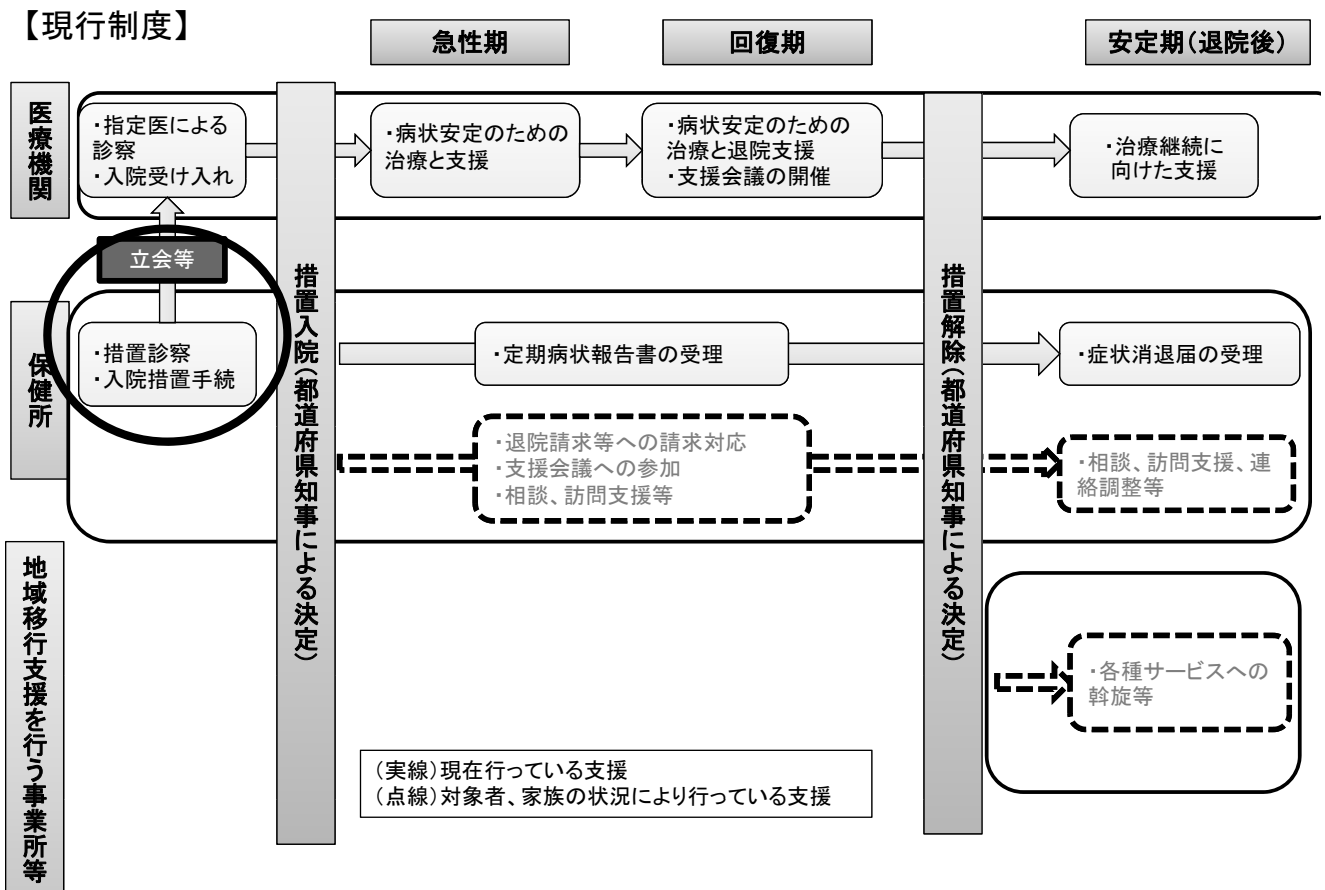 【現行制度】
急性期
回復期
安定期(退院後)
医療機関
・指定医による
診察
・入院受け入れ
・病状安定のための
治療と支援
・病状安定のための
治療と退院支援
・支援会議の開催
・治療継続に
向けた支援
立会等
措置入院(都道府県知事による決定)
措置解除(都道府県知事による決定)
保健所
・措置診察
・入院措置手続
・定期病状報告書の受理
・症状消退届の受理
・退院請求等への請求対応
・支援会議への参加
・相談、訪問支援等
・相談、訪問支援、連
絡調整等
地域移行支援を行う事業所等
・各種サービスへの
斡旋等
(実線)現在行っている支援
(点線)対象者、家族の状況により行っている支援